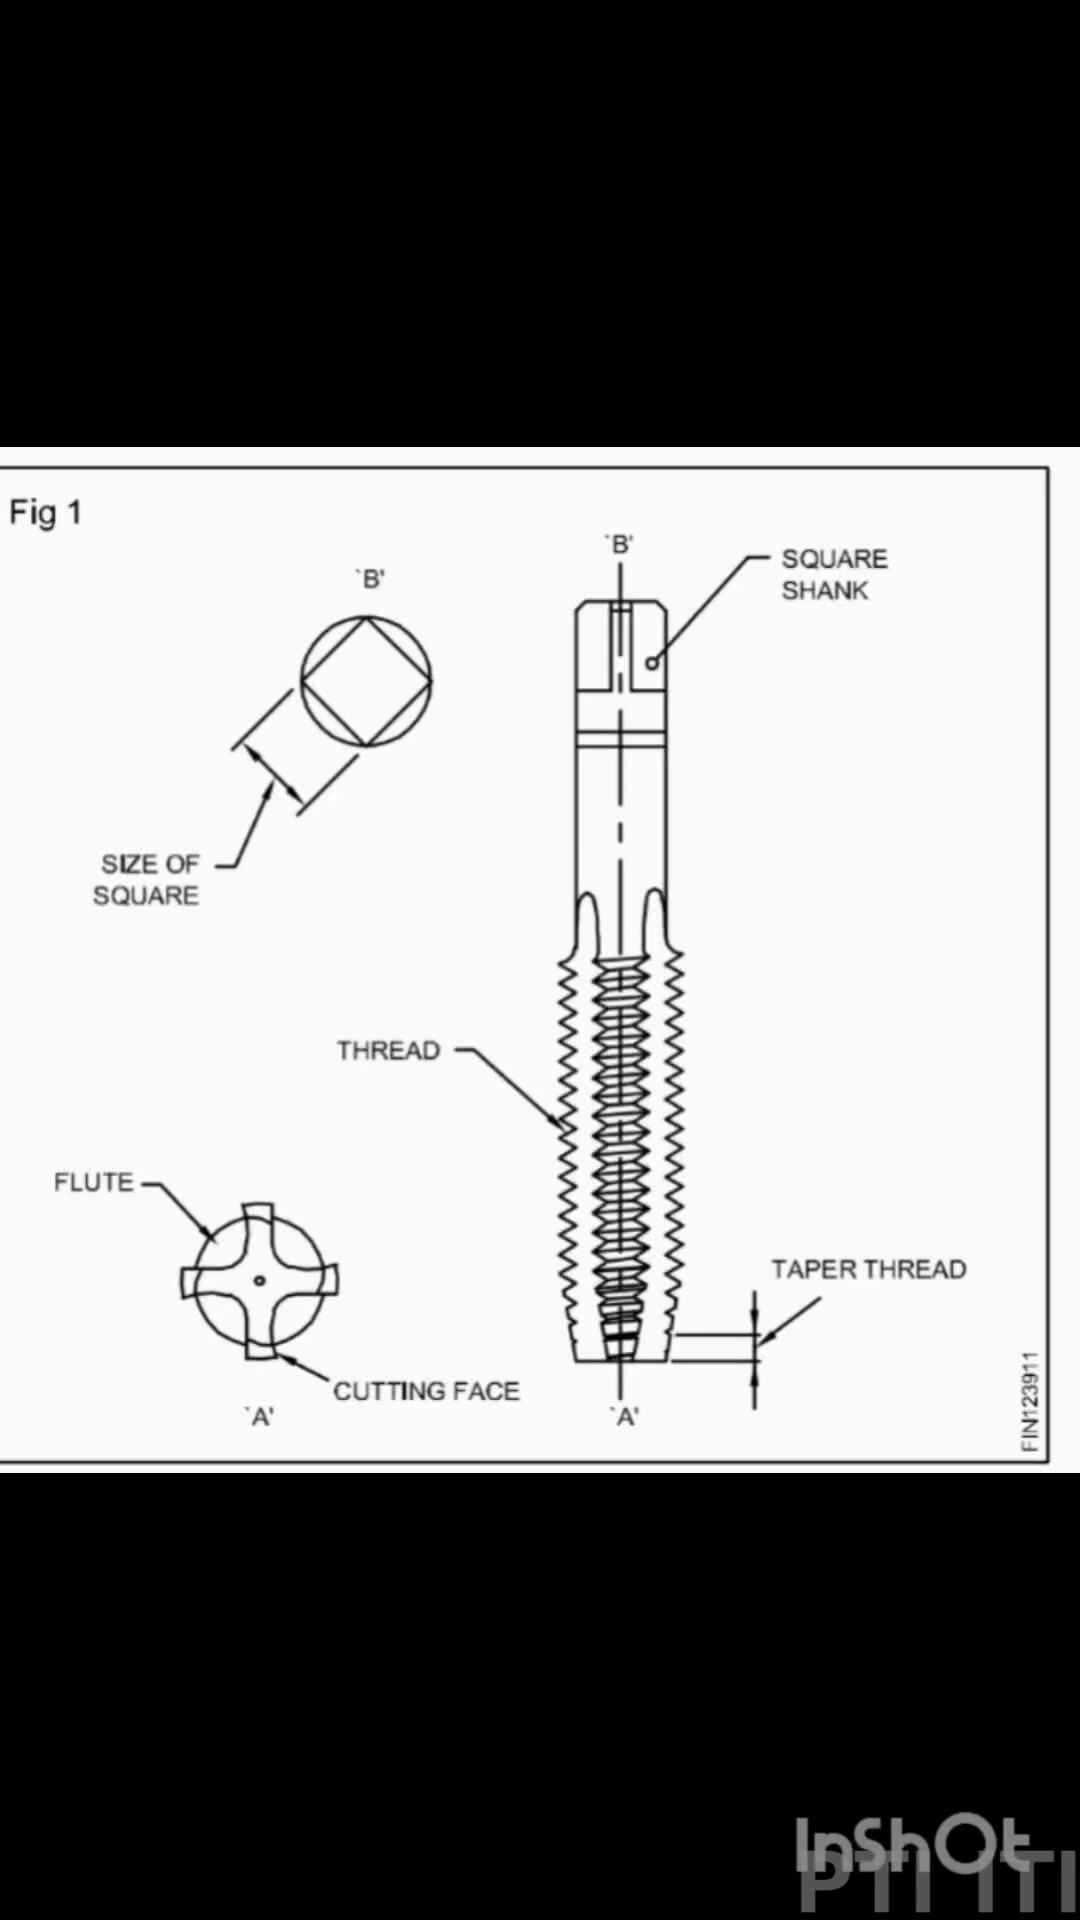 Fig 1
`B'
`B'
SQUARE
SHANK
SIZE OF
SQUARE
THREAD
FLUTE
TAPER THREAD
CUTTING FACE
`A'
`A'
FIN123911
InShOt
PTI ITI